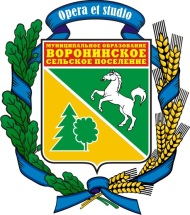 Opera et studio
МУНИЦИПАЛЬНОЕ ОБРАЗОВАНИЕ
ВОРОНИНСКОЕ
СЕЛЬСКОЕ ПОСЕЛЕНИЕ